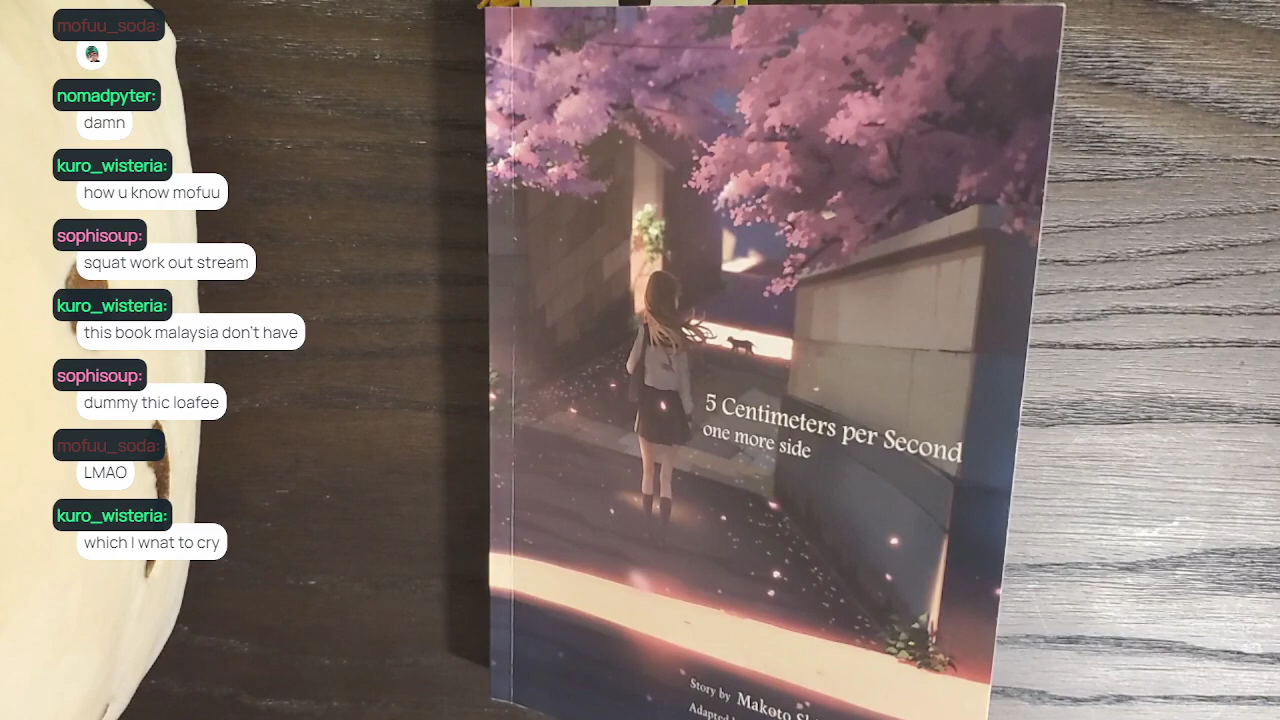 mofuu_soda:
nomadpyter:
damn
kuro_wisteria:
how u know mofuu
sophisoup:
squat work out stream
kuro_wisteria:
this book malaysia don't have
sophisoup:
dummy thic loafee
mofuu_soda:
LMAO
kuro_wisteria:
which I wnat to cry
5 Centimeters per Second
one more side
Story by Makoto
Adapted